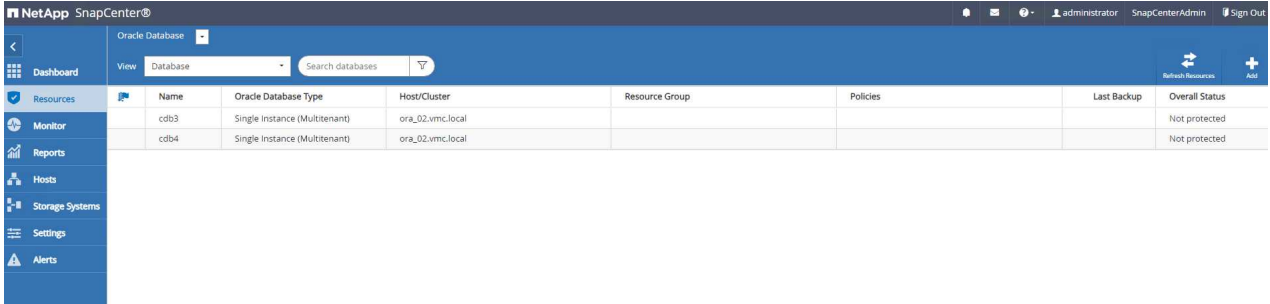 NetApp SnapCenter®
administrator SnapCenterAdmin Sign Out
Oracle Database
View Database Search databases
Refresh Resources Add
Dashboard
Resources
Monitor
Reports
Hosts
Storage Systems
Settings
Alerts
Name Oracle Database Type Host/Cluster Resource Group Policies Last Backup Overall Status
cdb3 Single Instance (Multitenant) ora_02.vmc.local Not protected
cdb4 Single Instance (Multitenant) ora_02.vmc.local Not protected